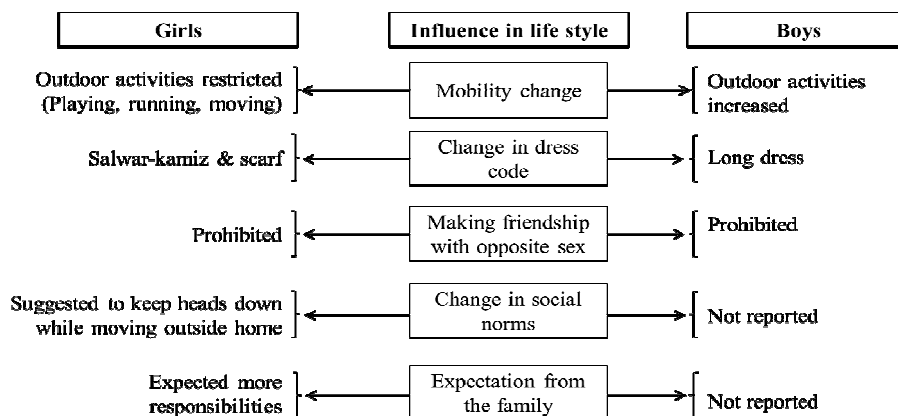 Girls
Influence in life style
Boys
Outdoor activities restricted
(Playing, running, moving)
Mobility change
Outdoor activities
increased
Salwar-kamiz & scarf
Change in dress
code
Long dress
Prohibited
Making friendship
with opposite sex
Prohibited
Suggested to keep heads down
while moving outside home
Change in social
norms
Not reported
Expected more
responsibilities
Expectation from
the family
Not reported